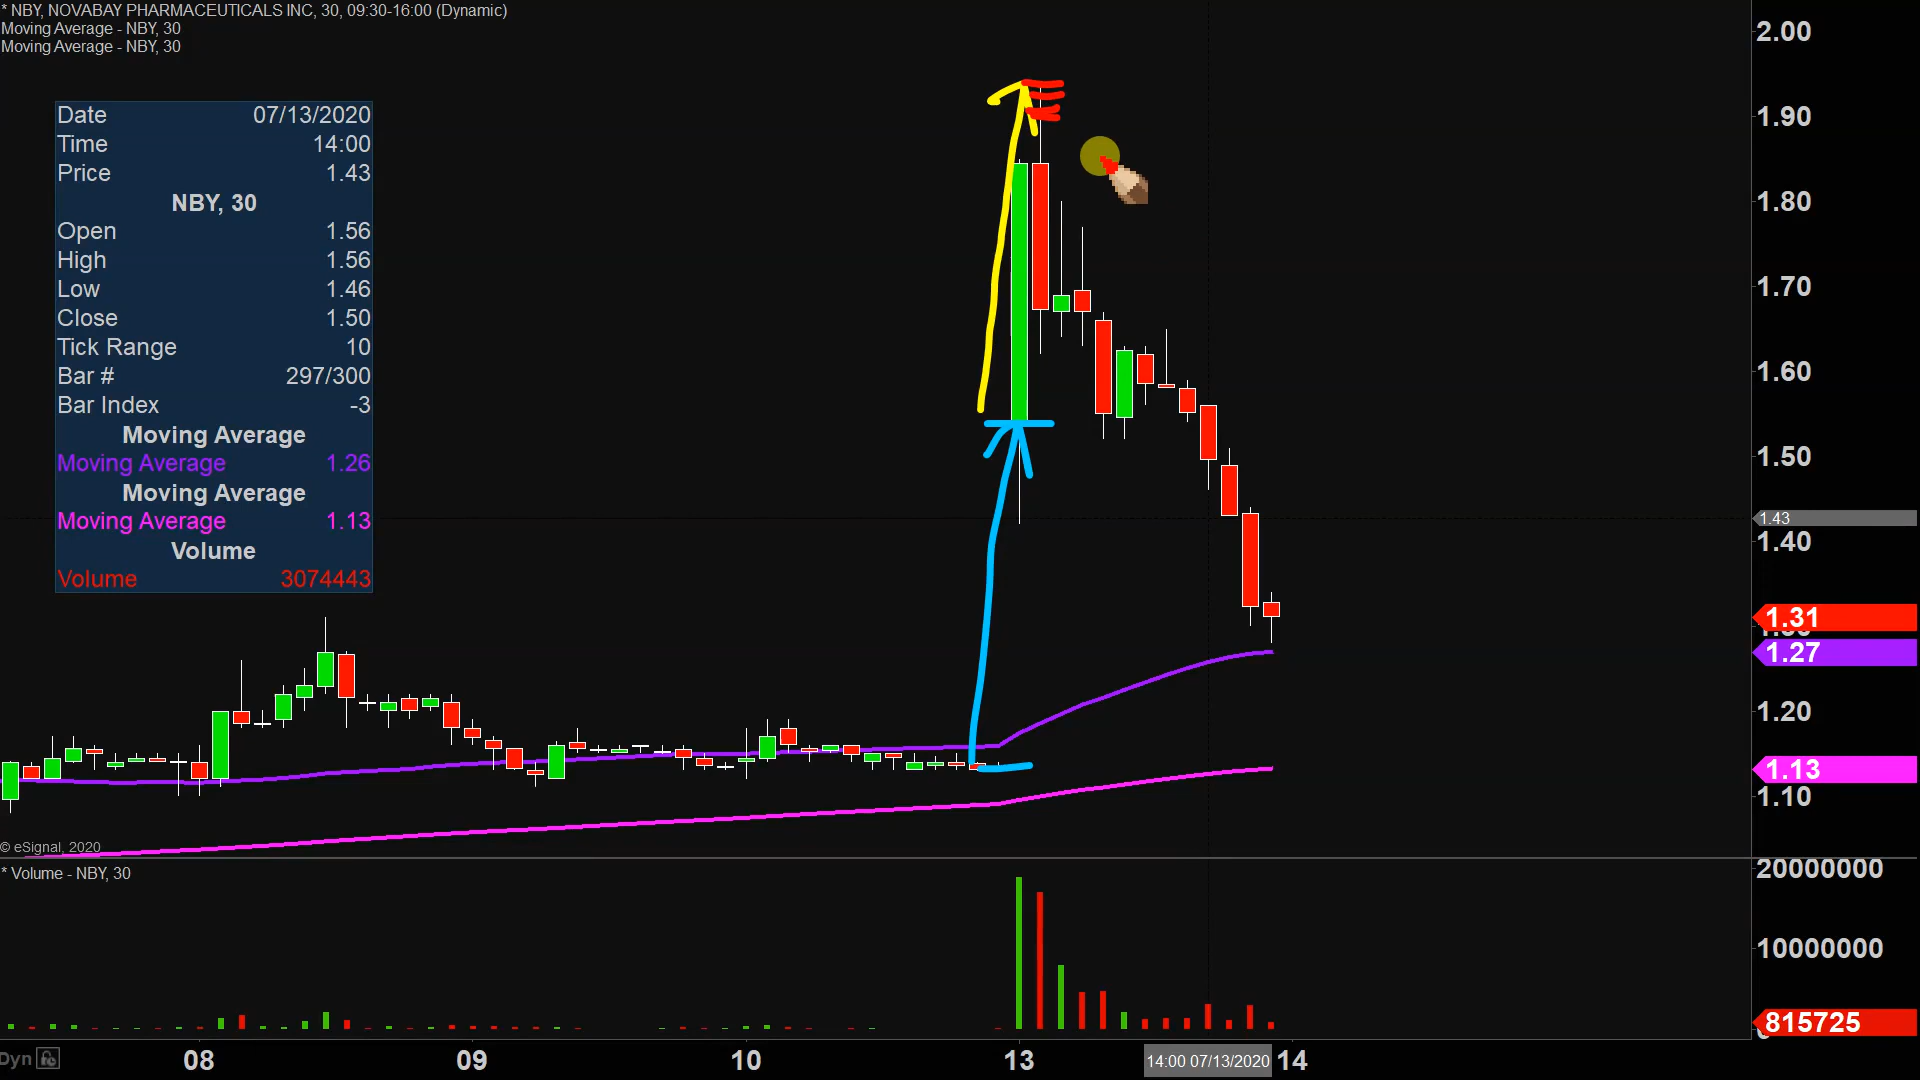 * NBY, NOVABAY PHARMACEUTICALS INC, 30, 09:30-16:00 (Dynamic)
Moving Average - NBY, 30
Moving Average - NBY, 30
Date 07/13/2020
Time 14:00
Price 1.43
NBY, 30
Open 1.56
High 1.56
Low 1.46
Close 1.50
Tick Range 10
Bar # 297/300
Bar Index -3
Moving Average
Moving Average 1.26
Moving Average
Moving Average 1.13
Volume
Volume 3074443
2.00
1.90
1.80
1.70
1.60
1.50
1.43
1.40
1.31
1.27
1.20
1.13
1.10
© eSignal, 2020
* Volume - NBY, 30
20000000
10000000
815725
Dyn
08 09 10 13 14:00 07/13/2020 14